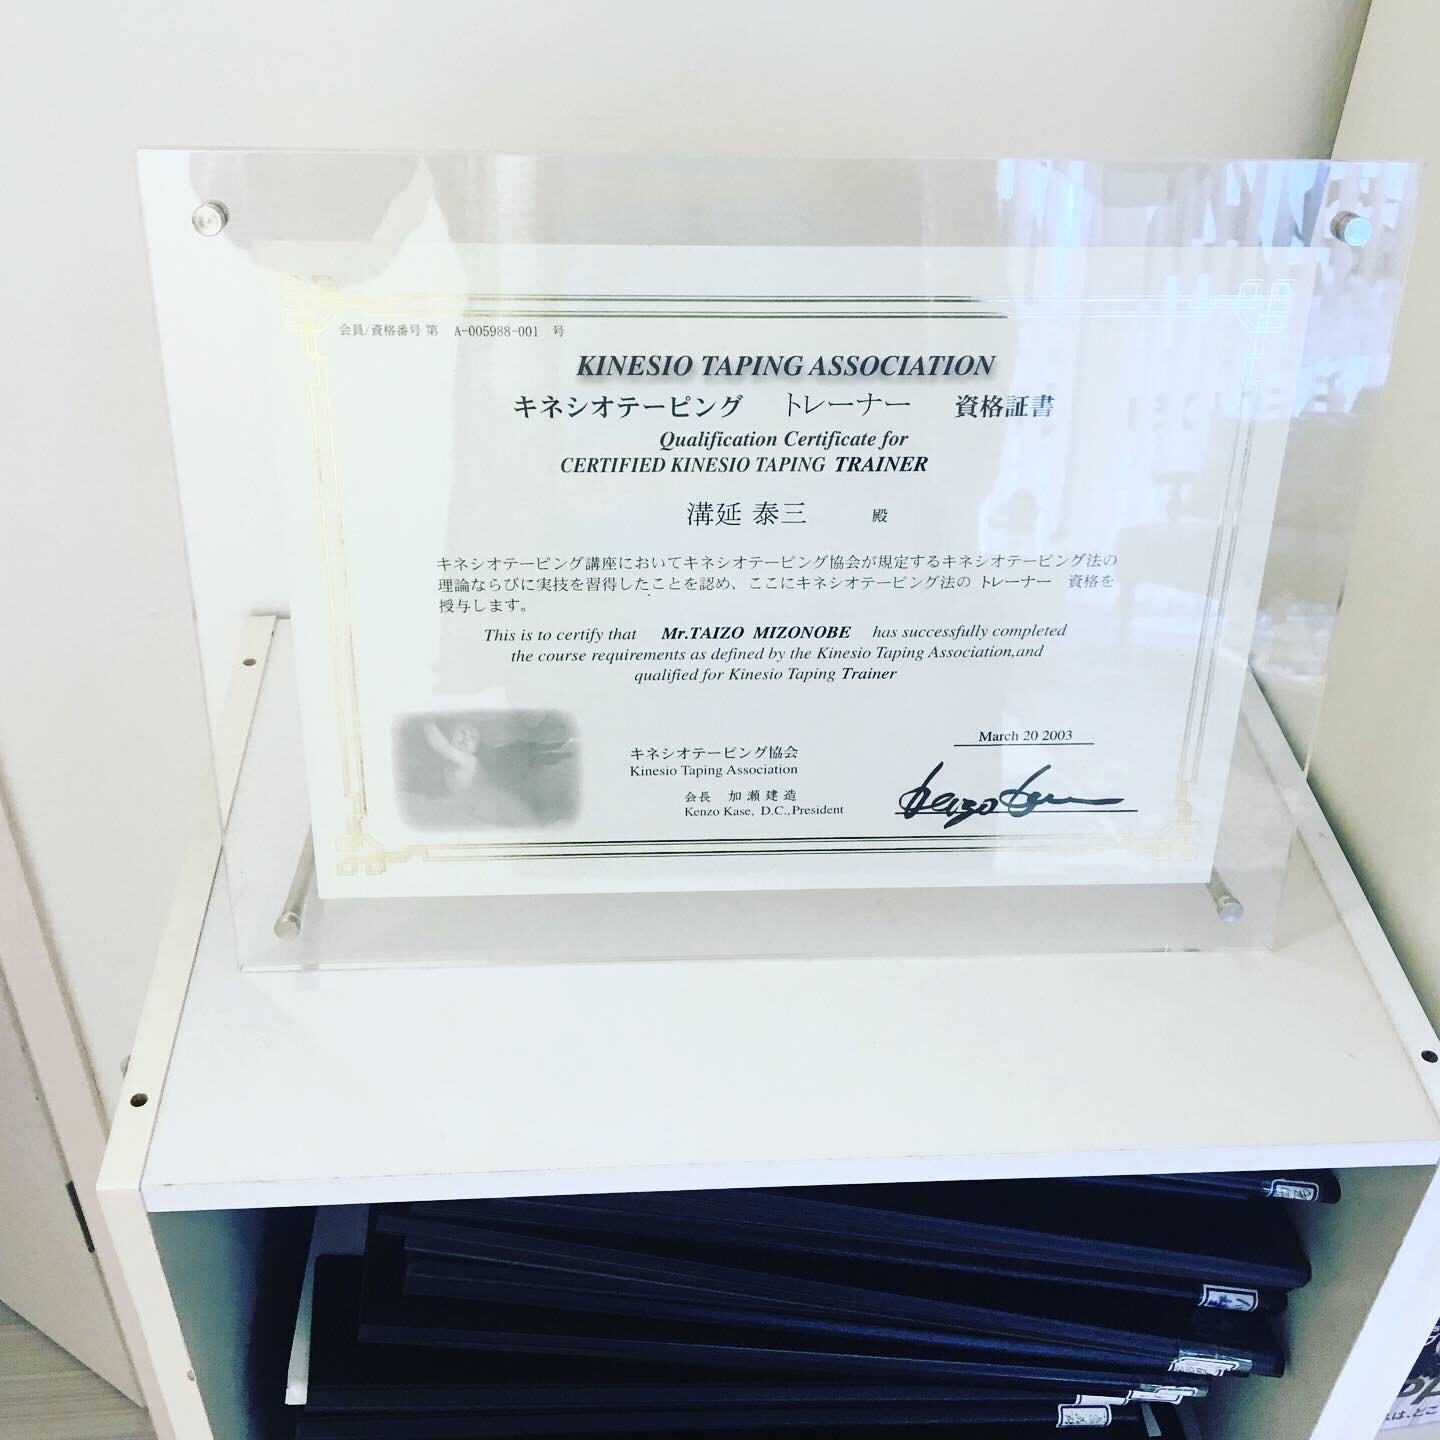 会員/資格番号 第 A-005988-001 号
KINESIO TAPING ASSOCIATION
キネシオテーピング トレーナー 資格証書
Qualification Certificate for
CERTIFIED KINESIO TAPING TRAINER
溝延 泰三 殿
キネシオテーピング講座においてキネシオテーピング協会が規定するキネシオテーピング法の
理論ならびに実技を習得したことを認め、ここにキネシオテーピング法の トレーナー 資格を
授与します。
This is to certify that Mr.TAIZO MIZONOBE has successfully completed
the course requirements as defined by the Kinesio Taping Association,and
qualified for Kinesio Taping Trainer
March 20 2003
キネシオテーピング協会
Kinesio Taping Association
会長 加瀬建造
Kenzo Kase, D.C.,President